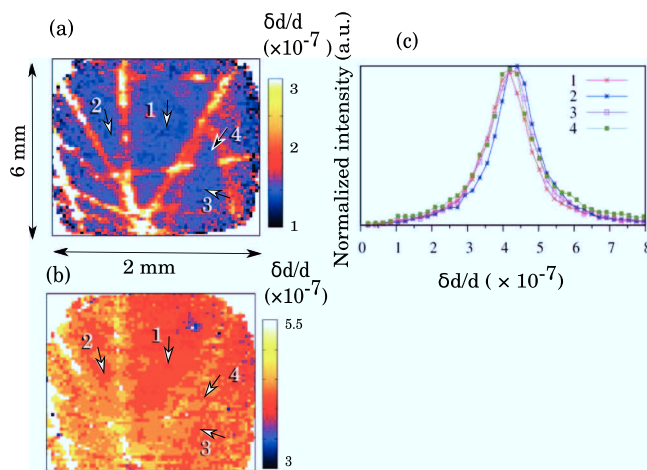 (a)
δd/d
(×10-7)
3
2
1
6 mm
2 mm
1
2
3
4
(b)
δd/d
(×10-7)
5.5
3
1
2
3
4
(c)
Normalized intensity (a.u.)
1
2
3
4
0 1 2 3 4 5 6 7 8
δd/d ( × 10-7)